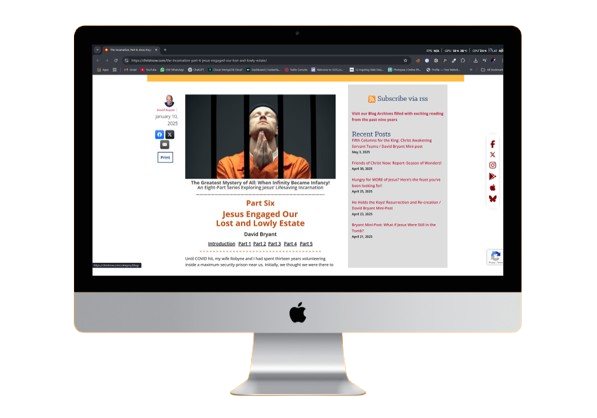 David Bryant
January 10,
2025
Print
The Greatest Mystery of All: When Infinity Became Infancy!
An Eight-Part Series Exploring Jesus' Lifesaving Incarnation
Part Six
Jesus Engaged Our
Lost and Lowly Estate
David Bryant
Introduction Part 1 Part 2 Part 3 Part 4 Part 5
Until COVID hit, my wife Robyne and I had spent thirteen years volunteering
inside a maximum security prison near us. Initially, we thought we were there to
Subscribe via rss
Visit our Blog Archives filled with exciting reading
from the past nine years
Recent Posts
Fifth Columns for the King: Christ Awakening
Servant Teams / David Bryant Mini-post
May 5, 2025
Friends of Christ Now: Report: Season of Wonders!
April 30, 2025
Hungry for MORE of Jesus? Here's the feast you've
been looking for!
April 25, 2025
He Holds the Keys! Resurrection and Re-creation /
David Bryant Mini-Post
April 23, 2025
Bryant Mini-Post: What If Jesus Were Still in the
Tomb?
April 21, 2025